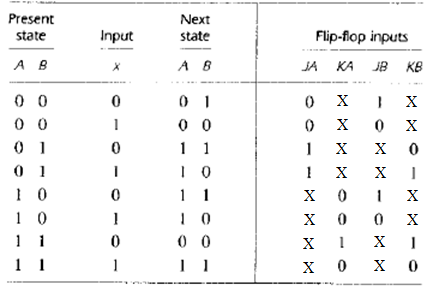 Present state Input Next state Flip-flop inputs
A B x A B JA KA JB KB
0 0 0 0 1 0 X 1 X
0 0 1 0 0 0 X 0 X
0 1 0 1 1 1 X X 0
0 1 1 1 0 1 X X 1
1 0 0 1 1 X 0 1 X
1 0 1 1 0 X 0 0 X
1 1 0 0 0 X 1 X 1
1 1 1 1 1 X 0 X 0